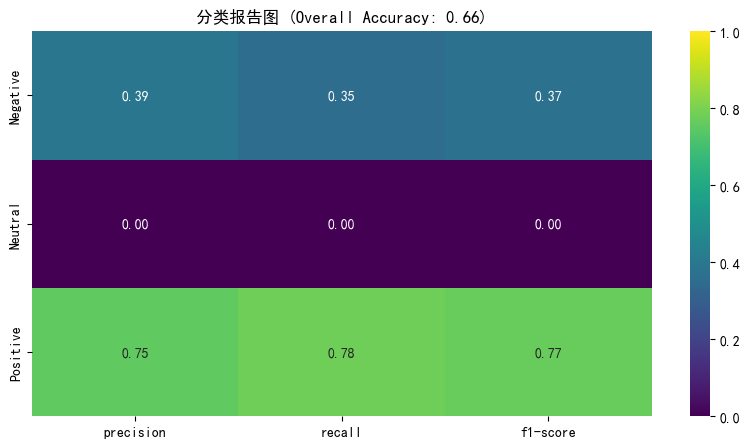 分类报告图 (Overall Accuracy: 0.66)
Negative 0.39 0.35 0.37
Neutral 0.00 0.00 0.00
Positive 0.75 0.78 0.77
precision recall f1-score
1.0
0.8
0.6
0.4
0.2
0.0